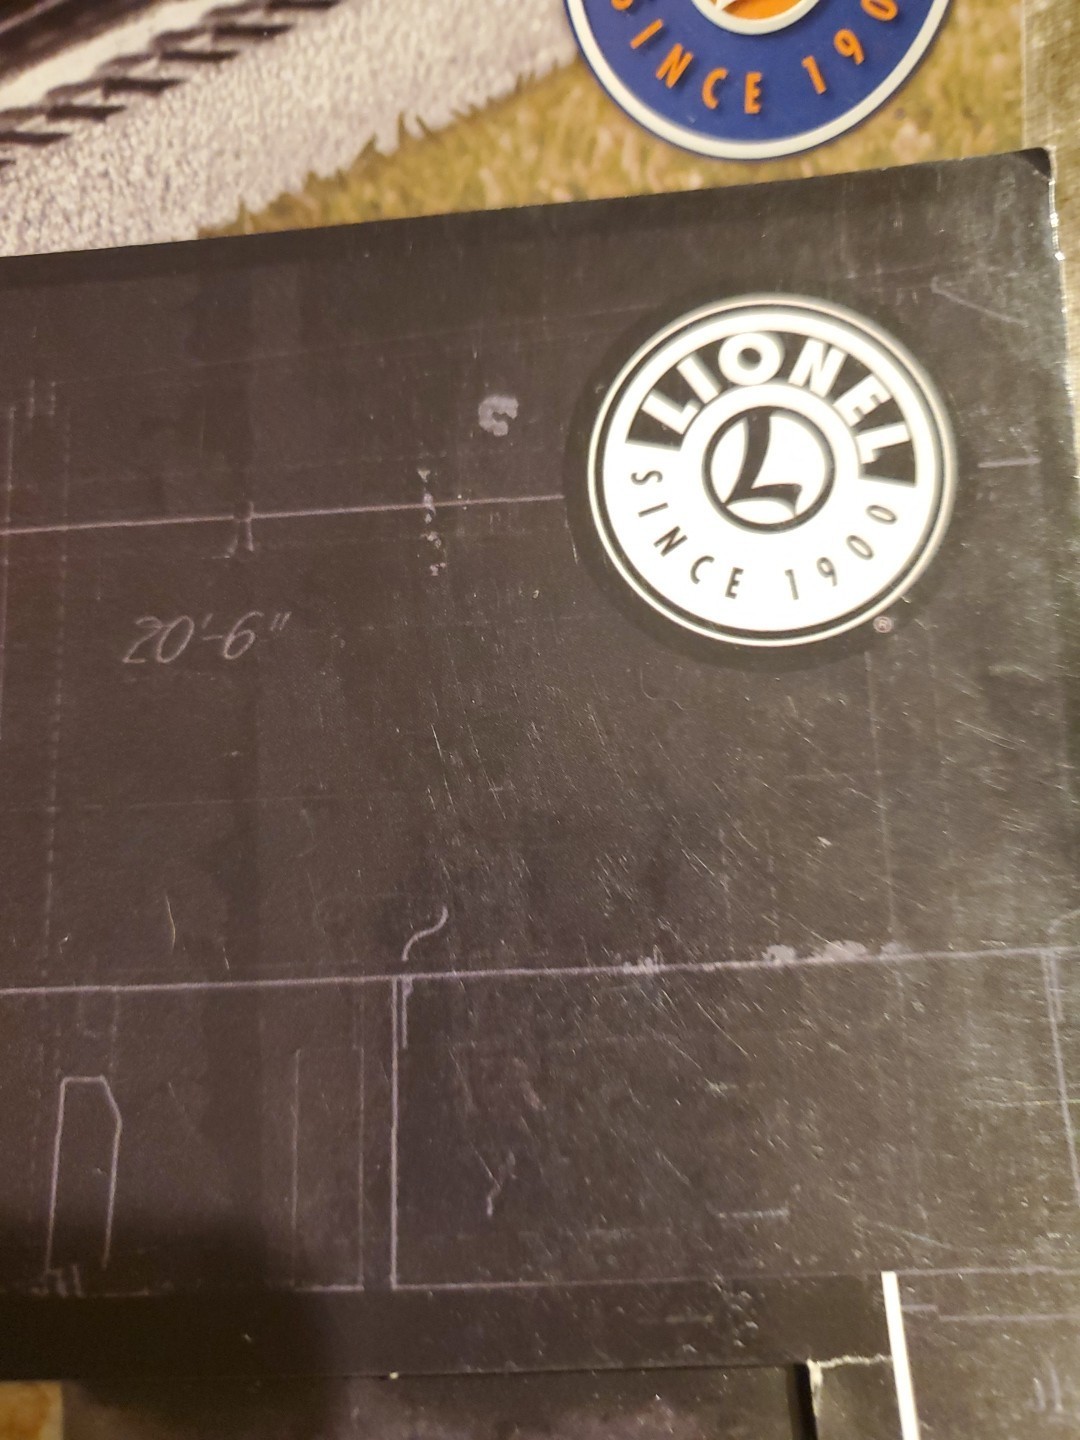 SINCE 190
LIONEL
L
SINCE 1900
®
20'-6"